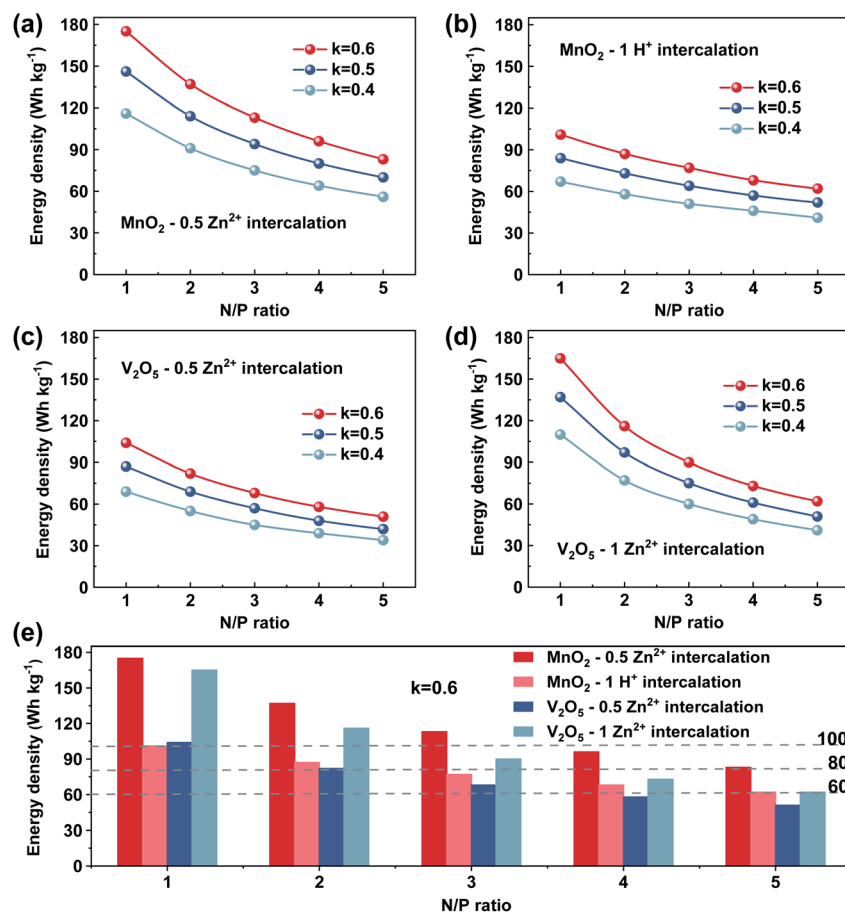 (a)
180
150
120
90
60
30
0
Energy density (Wh kg⁻¹)
k=0.6
k=0.5
k=0.4
MnO₂ - 0.5 Zn²⁺ intercalation
1 2 3 4 5
N/P ratio
(b)
180
150
120
90
60
30
0
Energy density (Wh kg⁻¹)
MnO₂ - 1 H⁺ intercalation
k=0.6
k=0.5
k=0.4
1 2 3 4 5
N/P ratio
(c)
180
150
120
90
60
30
0
Energy density (Wh kg⁻¹)
V₂O₅ - 0.5 Zn²⁺ intercalation
k=0.6
k=0.5
k=0.4
1 2 3 4 5
N/P ratio
(d)
180
150
120
90
60
30
0
Energy density (Wh kg⁻¹)
k=0.6
k=0.5
k=0.4
V₂O₅ - 1 Zn²⁺ intercalation
1 2 3 4 5
N/P ratio
(e)
180
150
120
90
60
30
0
Energy density (Wh kg⁻¹)
k=0.6
MnO₂ - 0.5 Zn²⁺ intercalation
MnO₂ - 1 H⁺ intercalation
V₂O₅ - 0.5 Zn²⁺ intercalation
V₂O₅ - 1 Zn²⁺ intercalation
100
80
60
1 2 3 4 5
N/P ratio